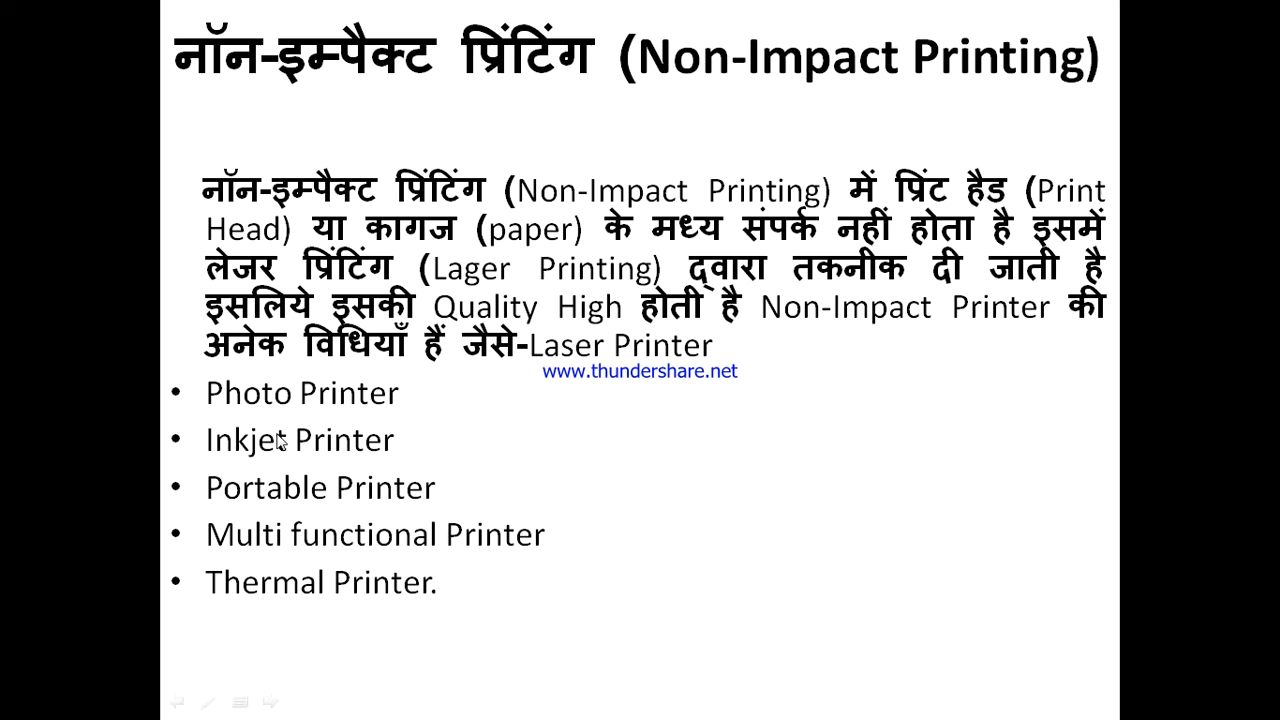 नॉन-इम्पैक्ट प्रिंटिंग (Non-Impact Printing)
नॉन-इम्पैक्ट प्रिंटिंग (Non-Impact Printing) में प्रिंट हैड (Print
Head) या कागज (paper) के मध्य संपर्क नहीं होता है इसमें
लेजर प्रिंटिंग (Lager Printing) द्वारा तकनीक दी जाती है
इसलिये इसकी Quality High होती है Non-Impact Printer की
अनेक विधियाँ हैं जैसे-Laser Printer
www.thundershare.net
• Photo Printer
• Inkjet Printer
• Portable Printer
• Multi functional Printer
• Thermal Printer.